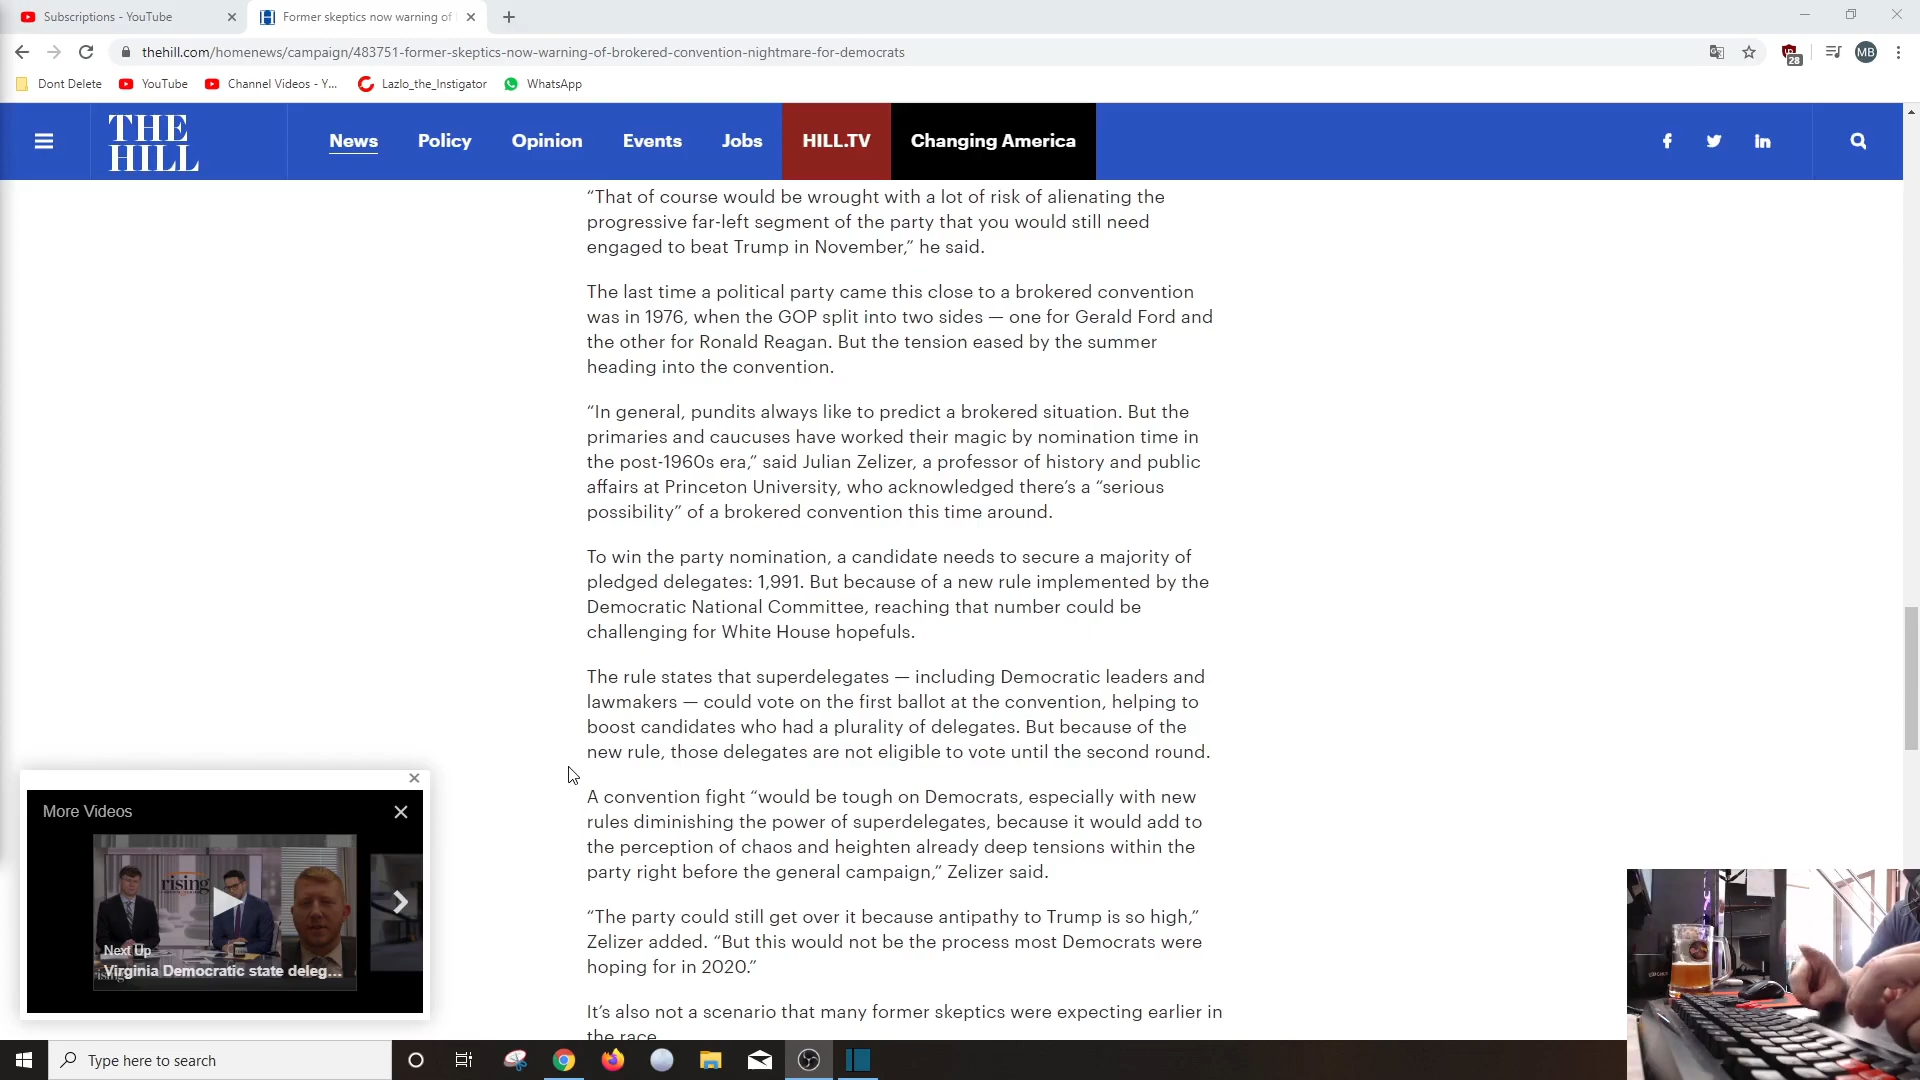 Subscriptions - YouTube
Former skeptics now warning of
thehill.com/homenews/campaign/483751-former-skeptics-now-warning-of-brokered-convention-nightmare-for-democrats
28
MB
Dont Delete
YouTube
Channel Videos - Y...
Lazlo_the_Instigator
WhatsApp
THE
HILL
News
Policy
Opinion
Events
Jobs
HILL.TV
Changing America
“That of course would be wrought with a lot of risk of alienating the
progressive far-left segment of the party that you would still need
engaged to beat Trump in November,” he said.
The last time a political party came this close to a brokered convention
was in 1976, when the GOP split into two sides — one for Gerald Ford and
the other for Ronald Reagan. But the tension eased by the summer
heading into the convention.
“In general, pundits always like to predict a brokered situation. But the
primaries and caucuses have worked their magic by nomination time in
the post-1960s era,” said Julian Zelizer, a professor of history and public
affairs at Princeton University, who acknowledged there’s a “serious
possibility” of a brokered convention this time around.
To win the party nomination, a candidate needs to secure a majority of
pledged delegates: 1,991. But because of a new rule implemented by the
Democratic National Committee, reaching that number could be
challenging for White House hopefuls.
The rule states that superdelegates — including Democratic leaders and
lawmakers — could vote on the first ballot at the convention, helping to
boost candidates who had a plurality of delegates. But because of the
new rule, those delegates are not eligible to vote until the second round.
A convention fight “would be tough on Democrats, especially with new
rules diminishing the power of superdelegates, because it would add to
the perception of chaos and heighten already deep tensions within the
party right before the general campaign,” Zelizer said.
“The party could still get over it because antipathy to Trump is so high,”
Zelizer added. “But this would not be the process most Democrats were
hoping for in 2020.”
It’s also not a scenario that many former skeptics were expecting earlier in
the race
More Videos
rising
Next Up
Virginia Democratic state deleg...
Type here to search